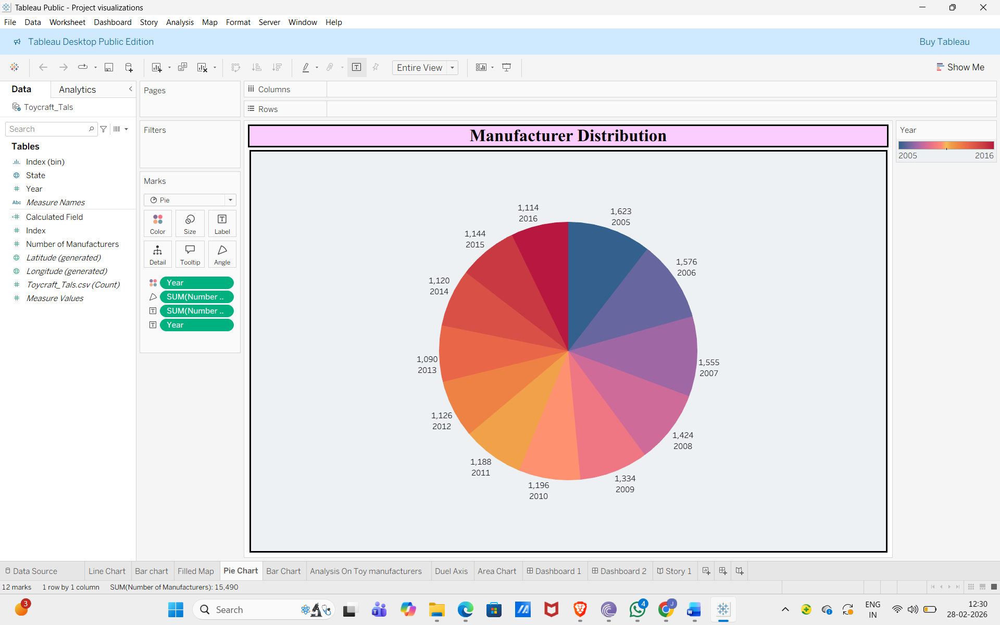 Tableau Public - Project visualizations
File Data Worksheet Dashboard Story Analysis Map Format Server Window Help
Tableau Desktop Public Edition
Buy Tableau
Entire View
Show Me
Data
Analytics
Toycraft_Tals
Search
Tables
Index (bin)
State
Year
Abc Measure Names
Calculated Field
Index
Number of Manufacturers
Latitude (generated)
Longitude (generated)
Toycraft_Tals.csv (Count)
Measure Values
Pages
Filters
Marks
Pie
Color Size Label
Detail Tooltip Angle
Year
SUM(Number ..
SUM(Number ..
Year
Columns
Rows
Manufacturer Distribution
1,623
2005
1,576
2006
1,555
2007
1,424
2008
1,334
2009
1,196
2010
1,188
2011
1,126
2012
1,090
2013
1,120
2014
1,144
2015
1,114
2016
Year
2005 2016
Data Source Line Chart Bar chart Filled Map Pie Chart Bar Chart Analysis On Toy manufacturers Duel Axis Area Chart Dashboard 1 Dashboard 2 Story 1
12 marks 1 row by 1 column SUM(Number of Manufacturers): 15,490
3
Search
4
J
ENG
IN
12:30
28-02-2026